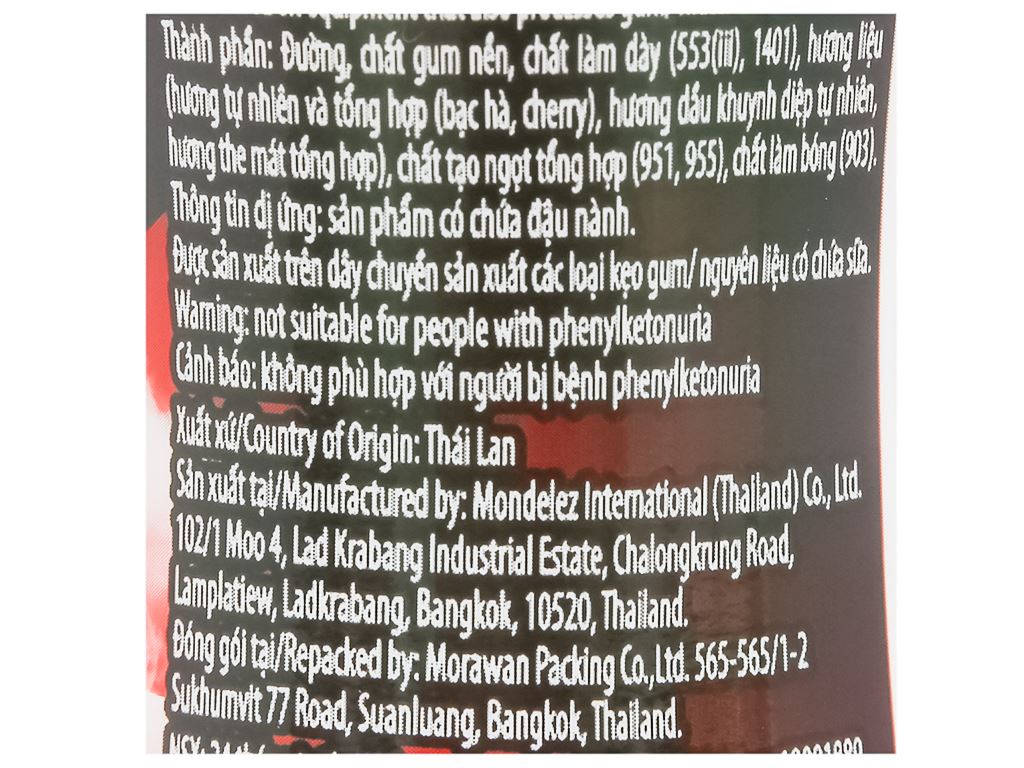 Thành phần: Đường, chất gum nền, chất làm dày (553(iii), 1401), hương liệu
(hương tự nhiên và tổng hợp (bạc hà, cherry), hương dầu khuynh diệp tự nhiên,
hương the mát tổng hợp), chất tạo ngọt tổng hợp (951, 955), chất làm bóng (903).
Thông tin dị ứng: sản phẩm có chứa đậu nành.
Được sản xuất trên dây chuyền sản xuất các loại kẹo gum/ nguyên liệu có chứa sữa.
Warning: not suitable for people with phenylketonuria
Cảnh báo: không phù hợp với người bị bệnh phenylketonuria
Xuất xứ/Country of Origin: Thái Lan
Sản xuất tại/Manufactured by: Mondelez International (Thailand) Co., Ltd.
102/1 Moo 4, Lad Krabang Industrial Estate, Chalongkrung Road,
Lamplatiew, Ladkrabang, Bangkok, 10520, Thailand.
Đóng gói tại/Repacked by: Morawan Packing Co.,Ltd. 565-565/1-2
Sukhumvit 77 Road, Suanluang, Bangkok, Thailand.